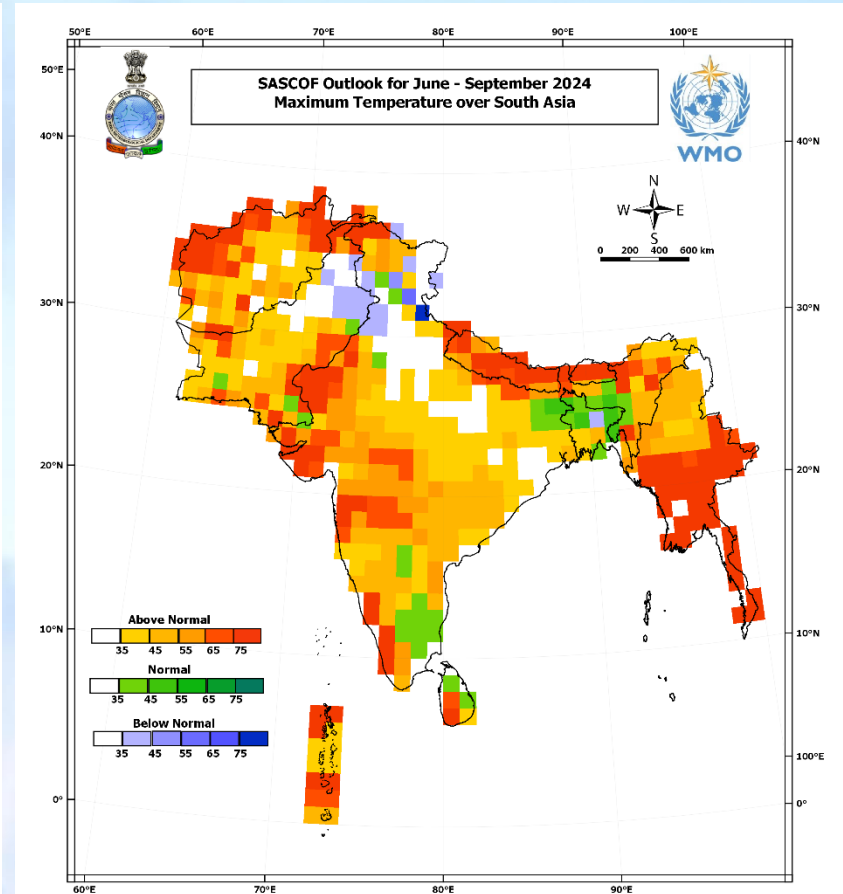 50°E 60°E 70°E 80°E 90°E 100°E
50°N
SASCOF Outlook for June - September 2024
Maximum Temperature over South Asia
WMO
40°N 40°N
N
W E
S
0 200 400 600 km
30°N 30°N
20°N 20°N
Above Normal
35 45 55 65 75
10°N 10°N
Normal
35 45 55 65 75
Below Normal
35 45 55 65 75
100°E
0° 0°
60°E 70°E 80°E 90°E